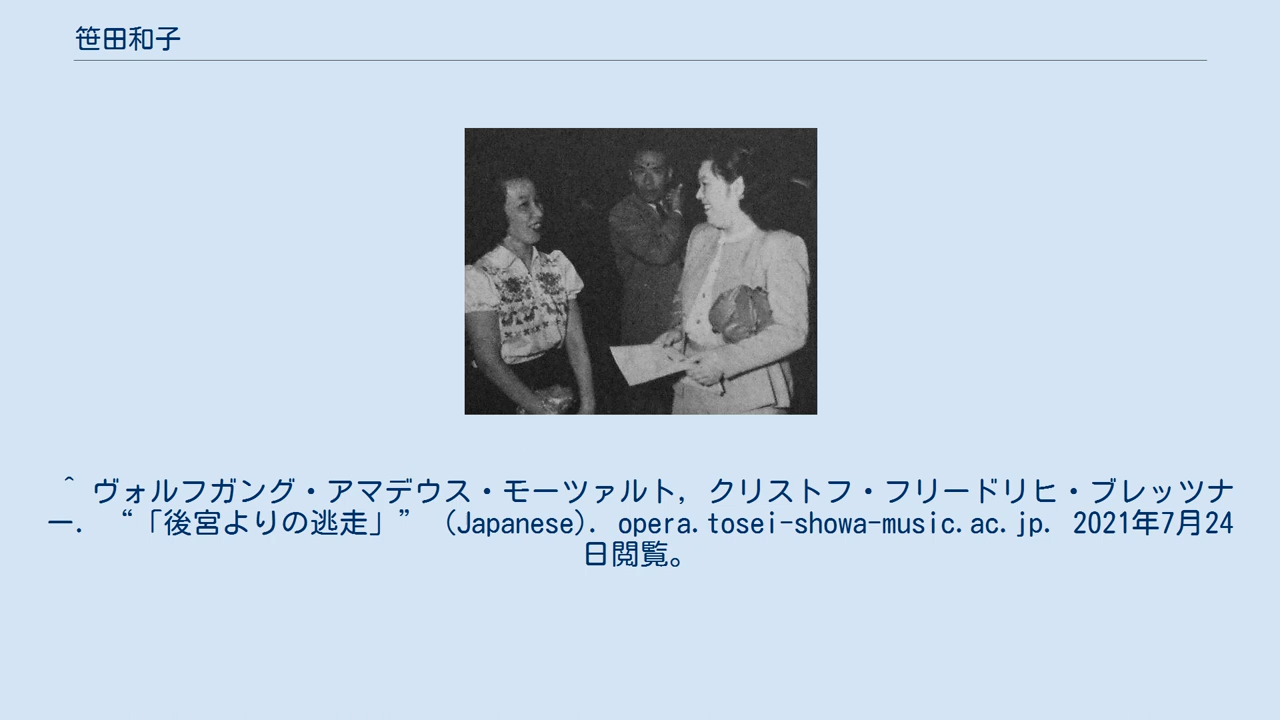 笹田和子
^ ヴォルフガング・アマデウス・モーツァルト, クリストフ・フリードリヒ・ブレッツナ
ー. “「後宮よりの逃走」” (Japanese). opera.tosei-showa-music.ac.jp. 2021年7月24
日閲覧。